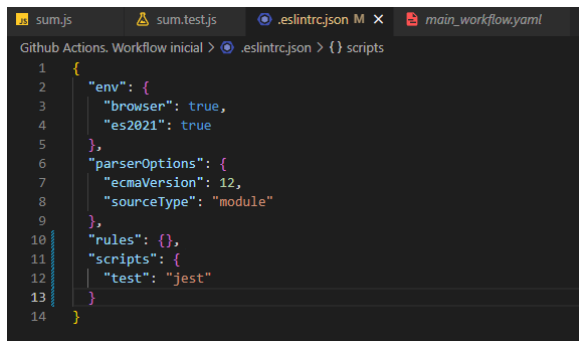 JS sum.js sum.test.js .eslintrc.json M × main_workflow.yaml
Github Actions. Workflow inicial > .eslintrc.json > { } scripts
1 {
2 "env": {
3 "browser": true,
4 "es2021": true
5 },
6 "parserOptions": {
7 "ecmaVersion": 12,
8 "sourceType": "module"
9 },
10 "rules": {},
11 "scripts": {
12 "test": "jest"
13 }
14 }